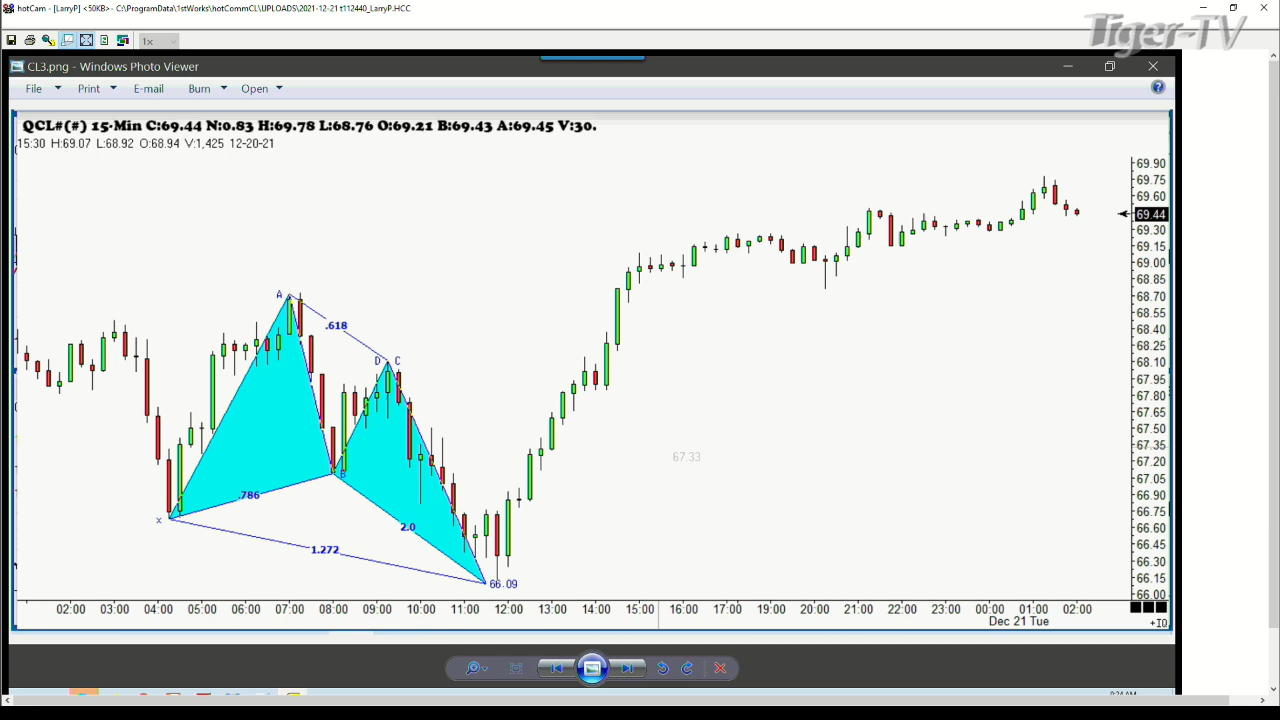 hotCam - [LarryP] <50KB>- C:\ProgramData\1stWorks\hotCommCL\UPLOADS\2021-12-21 t112440_LarryP.HCC
Tiger-TV
1x
CL3.png - Windows Photo Viewer
File Print E-mail Burn Open
QCL#(#) 15-Min C:69.44 N:0.83 H:69.78 L:68.76 O:69.21 B:69.43 A:69.45 V:30.
15:30 H:69.07 L:68.92 O:68.94 V:1,425 12-20-21
69.90
69.75
69.60
69.44
69.30
69.15
69.00
68.85
68.70
68.55
68.40
68.25
68.10
67.95
67.80
67.65
67.50
67.35
67.20
67.05
66.90
66.75
66.60
66.45
66.30
66.15
66.00
A
.618
D C
67.33
B
.786
X
2.0
1.272
66.09
02:00 03:00 04:00 05:00 06:00 07:00 08:00 09:00 10:00 11:00 12:00 13:00 14:00 15:00 16:00 17:00 18:00 19:00 20:00 21:00 22:00 23:00 00:00 01:00 02:00
Dec 21 Tue